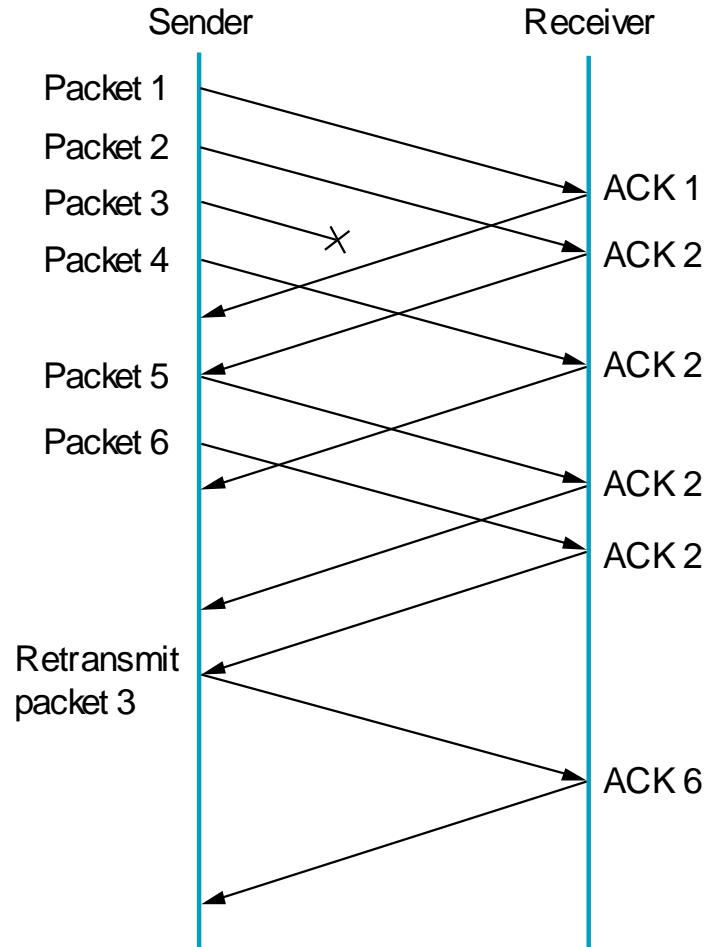 Sender
Receiver
Packet 1
Packet 2
Packet 3
Packet 4
Packet 5
Packet 6
Retransmit
packet 3
ACK 1
ACK 2
ACK 2
ACK 2
ACK 2
ACK 6